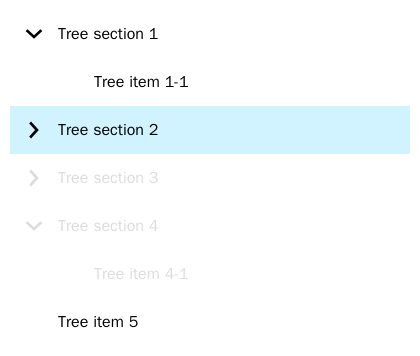 Tree section 1
Tree item 1-1
Tree section 2
Tree section 3
Tree section 4
Tree item 4-1
Tree item 5